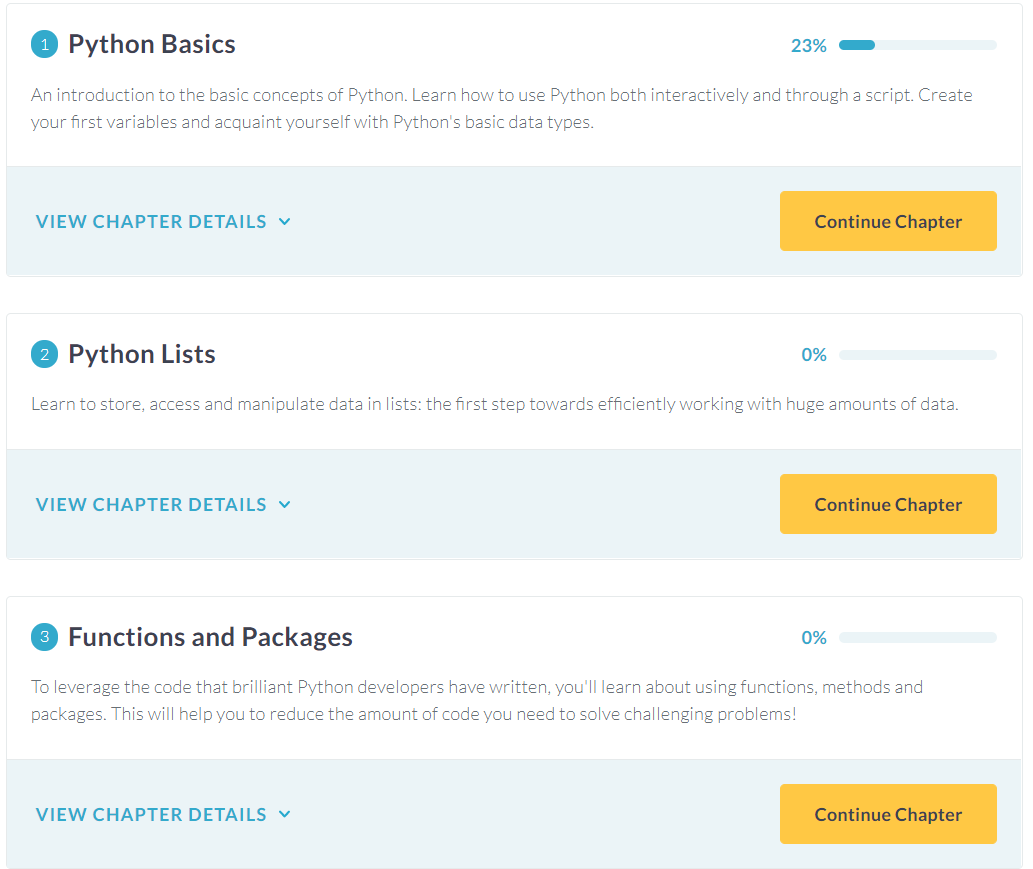 1 Python Basics 23%
An introduction to the basic concepts of Python. Learn how to use Python both interactively and through a script. Create
your first variables and acquaint yourself with Python's basic data types.
VIEW CHAPTER DETAILS Continue Chapter
2 Python Lists 0%
Learn to store, access and manipulate data in lists: the first step towards efficiently working with huge amounts of data.
VIEW CHAPTER DETAILS Continue Chapter
3 Functions and Packages 0%
To leverage the code that brilliant Python developers have written, you'll learn about using functions, methods and
packages. This will help you to reduce the amount of code you need to solve challenging problems!
VIEW CHAPTER DETAILS Continue Chapter